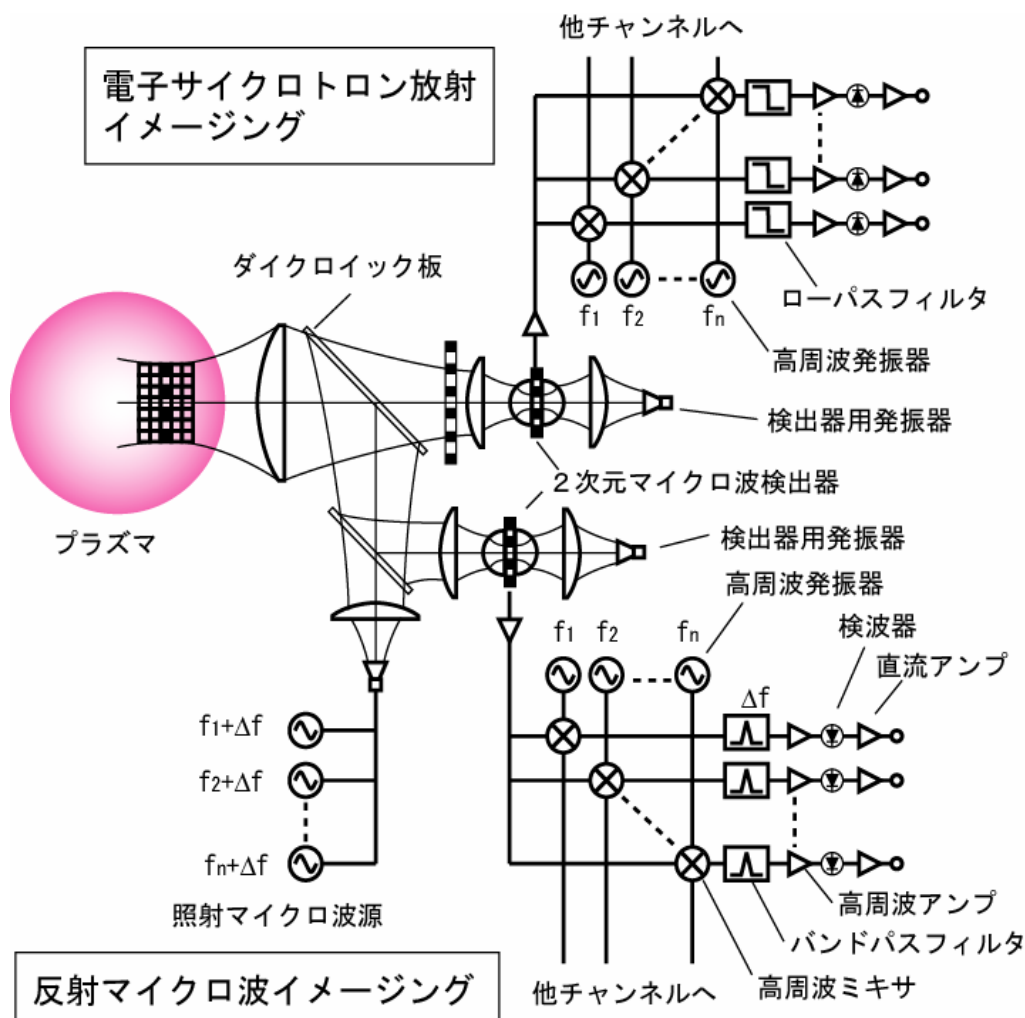 他チャンネルへ
電子サイクロトロン放射
イメージング
ダイクロイック板
f1
f2
fn
ローパスフィルタ
高周波発振器
検出器用発振器
2次元マイクロ波検出器
プラズマ
検出器用発振器
高周波発振器
f1
f2
fn
検波器
直流アンプ
Δf
f1+Δf
f2+Δf
fn+Δf
照射マイクロ波源
高周波アンプ
バンドパスフィルタ
高周波ミキサ
他チャンネルへ
反射マイクロ波イメージング